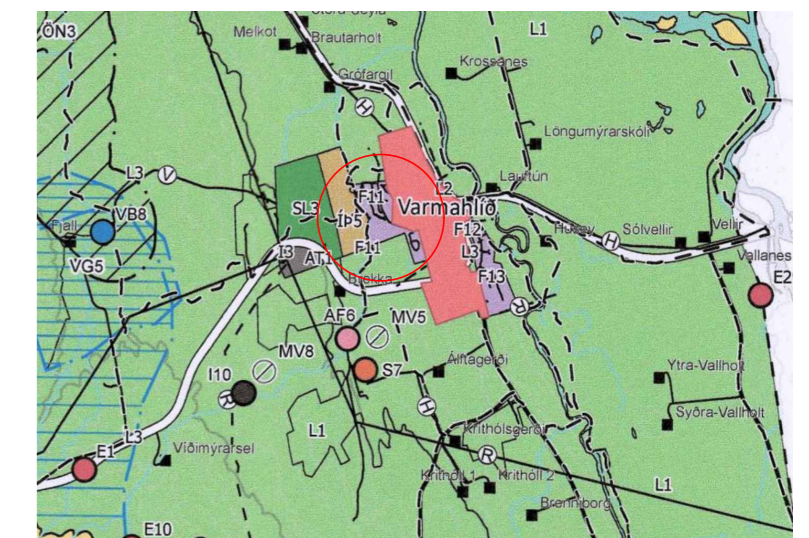 ÖN3
Melkot
Brautarholt
L1
Krossanes
Grófargil
H
Löngumýrarskóli
L3
V
F11
L2
Lauftún
VB8
SL3
ÍÞ5
Varmahlíð
Fjall
F11
F12
Húsey
H
Sólvellir
Vellir
I3
AT1
L3
VG5
F13
Vallanes
Brekka
E2
R
AF6
MV5
MV8
Álftagerði
I10
S7
Ytra-Vallholt
R
H
Syðra-Vallholt
L3
L1
Krithólsgerði
E1
Víðimýrarsel
R
Krithóll 1
Krithóll 2
L1
Brenniborg
E10